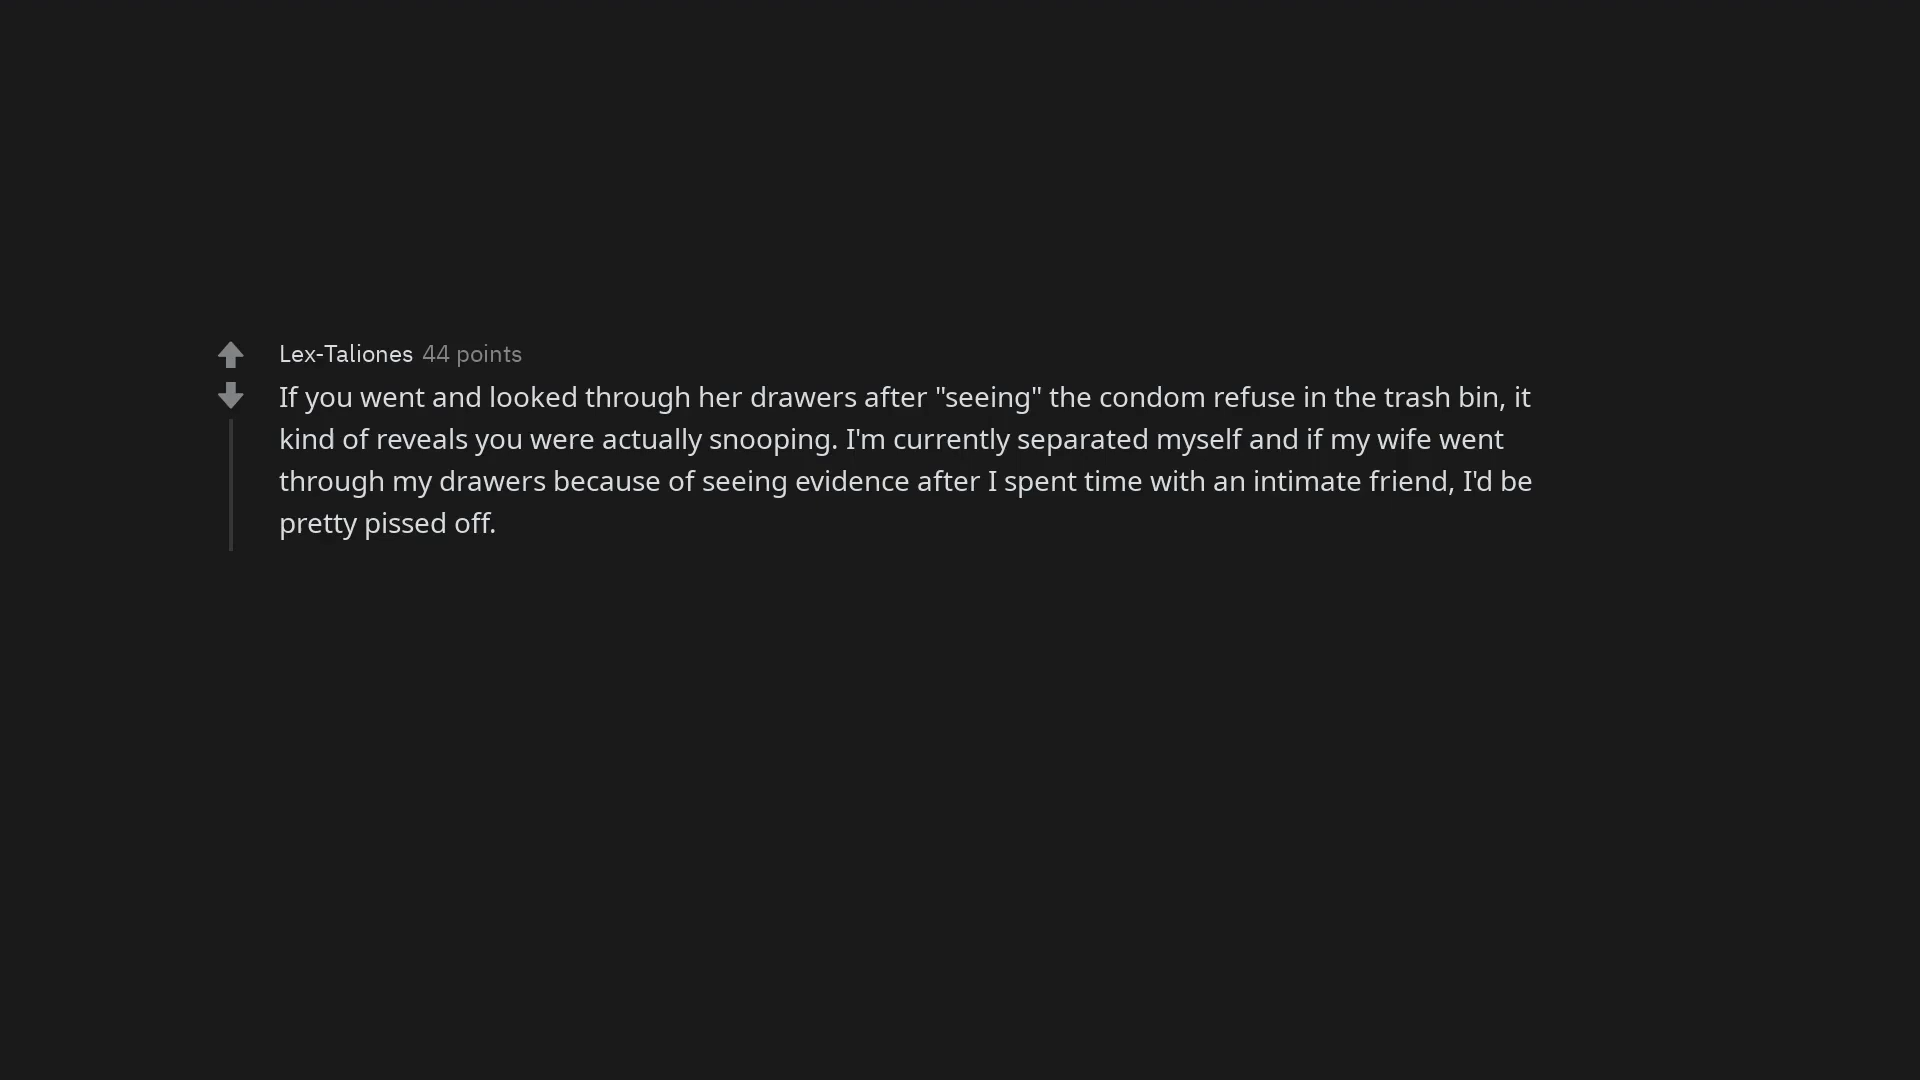 Lex-Taliones 44 points
If you went and looked through her drawers after "seeing" the condom refuse in the trash bin, it
kind of reveals you were actually snooping. I'm currently separated myself and if my wife went
through my drawers because of seeing evidence after I spent time with an intimate friend, I'd be
pretty pissed off.